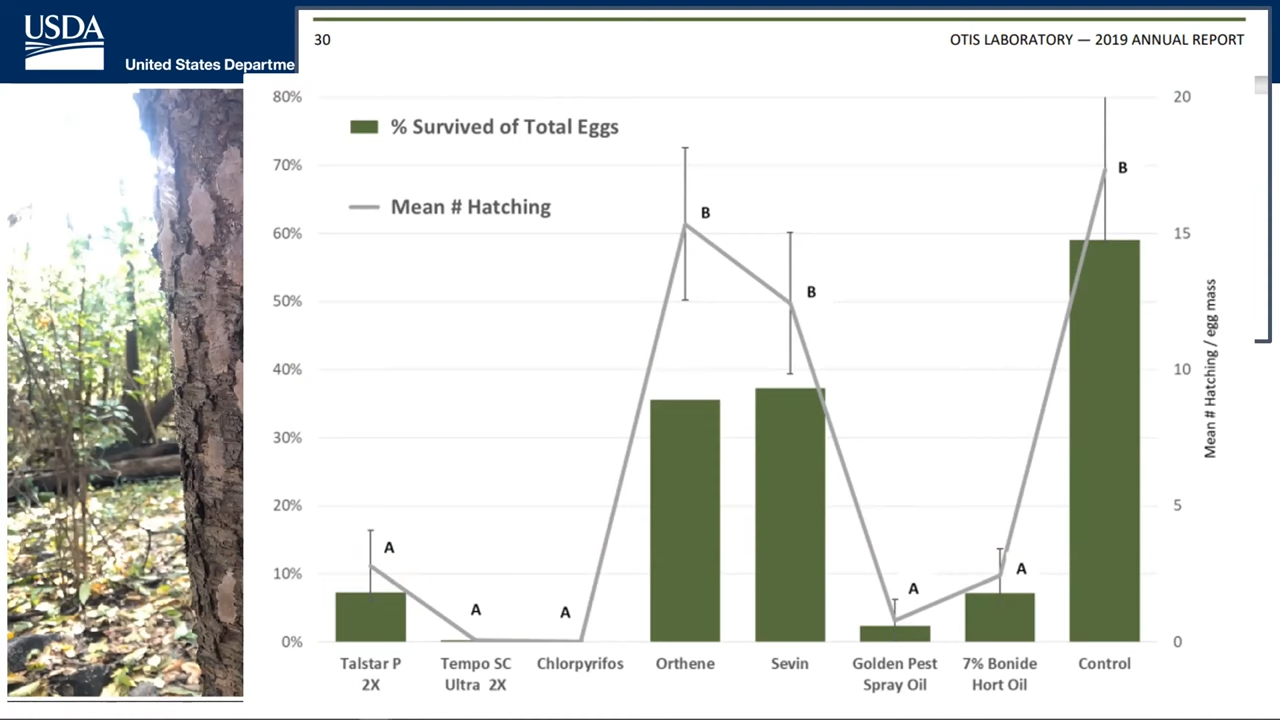 USDA
United States Departme
30
OTIS LABORATORY — 2019 ANNUAL REPORT
% Survived of Total Eggs
Mean # Hatching
80%
70%
60%
50%
40%
30%
20%
10%
0%
20
15
10
5
0
Mean # Hatching / egg mass
A
A
A
B
B
A
A
B
Talstar P
2X
Tempo SC
Ultra 2X
Chlorpyrifos
Orthene
Sevin
Golden Pest
Spray Oil
7% Bonide
Hort Oil
Control